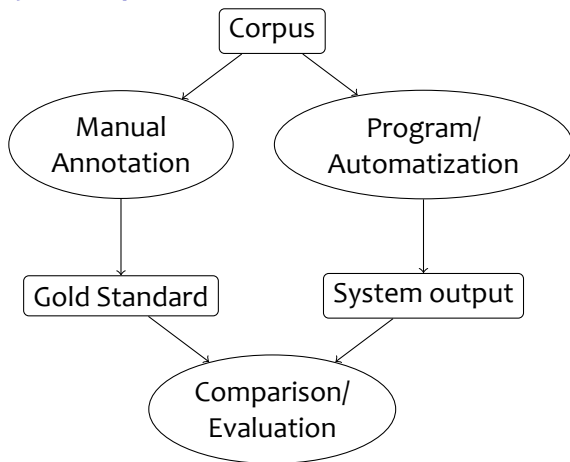 Corpus
Manual
Annotation
Program/
Automatization
Gold Standard
System output
Comparison/
Evaluation